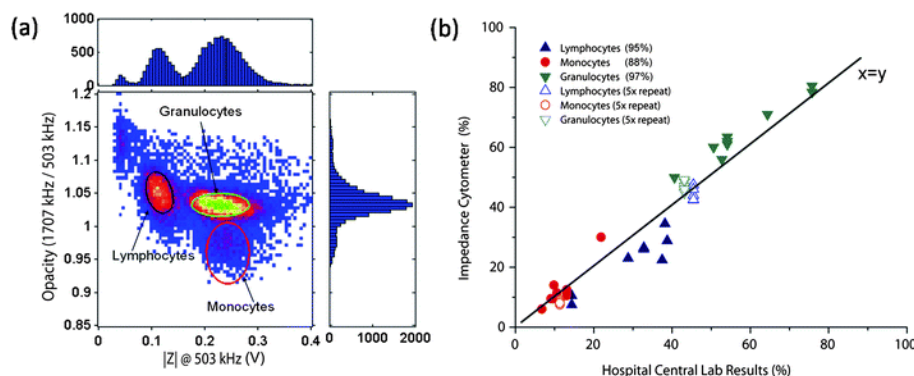 (a)
1000
500
0
1.2
1.15
1.10
1.05
1
0.95
0.9
0.85
Opacity (1707 kHz / 503 kHz)
Granulocytes
Lymphocytes
Monocytes
0 0.1 0.2 0.3 0.4
|Z| @ 503 kHz (V)
0 1000 2000
(b)
100
80
60
40
20
0
Impedance Cytometer (%)
Lymphocytes (95%)
Monocytes (88%)
Granulocytes (97%)
Lymphocytes (5x repeat)
Monocytes (5x repeat)
Granulocytes (5x repeat)
x=y
0 20 40 60 80 100
Hospital Central Lab Results (%)